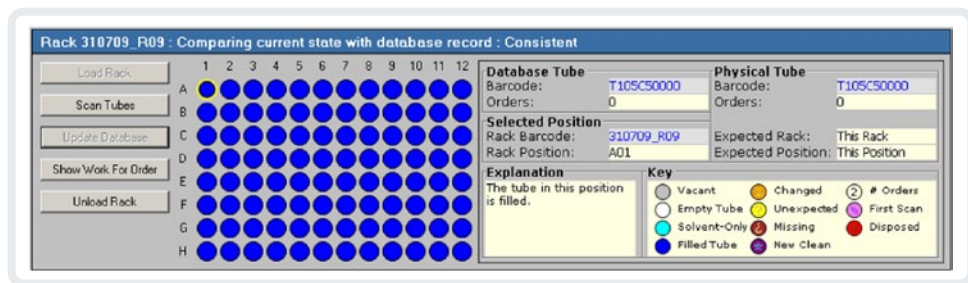 Rack 310709_R09 : Comparing current state with database record : Consistent
Load Rack
Scan Tubes
Update Database
Show Work For Order
Unload Rack
1 2 3 4 5 6 7 8 9 10 11 12
A
B
C
D
E
F
G
H
Database Tube
Barcode: T105C50000
Orders: 0
Physical Tube
Barcode: T105C50000
Orders: 0
Selected Position
Rack Barcode: 310709_R09
Rack Position: A01
Expected Rack: This Rack
Expected Position: This Position
Explanation
The tube in this position
is filled.
Key
Vacant
Empty Tube
Solvent-Only
Filled Tube
Changed
Unexpected
Missing
New Clean
2 # Orders
First Scan
Disposed